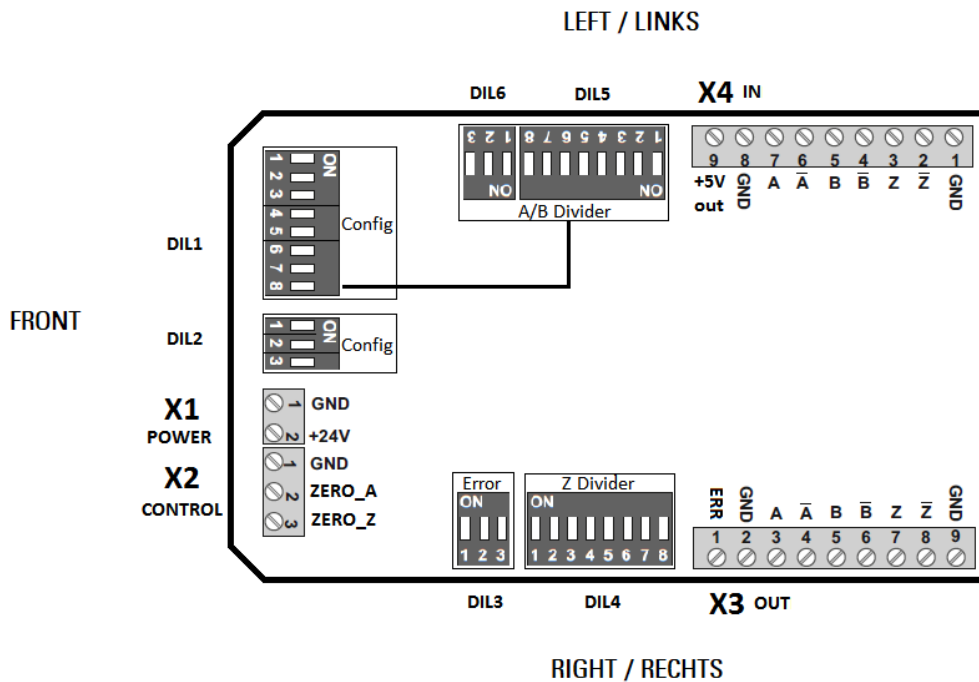 LEFT / LINKS
DIL6 DIL5 X4 IN
3 2 1 8 7 6 5 4 3 2 1
ON ON
A/B Divider
9 8 7 6 5 4 3 2 1
+5V out GND A A̅ B B̅ Z Z̅ GND
FRONT
DIL1
1 2 3 4 5 6 7 8
ON
Config
DIL2
1 2 3
ON
Config
X1
POWER
1 GND
2 +24V
X2
CONTROL
1 GND
2 ZERO_A
3 ZERO_Z
Error Z Divider
ON ON
1 2 3 1 2 3 4 5 6 7 8
DIL3 DIL4
ERR GND A A̅ B B̅ Z Z̅ GND
1 2 3 4 5 6 7 8 9
X3 OUT
RIGHT / RECHTS